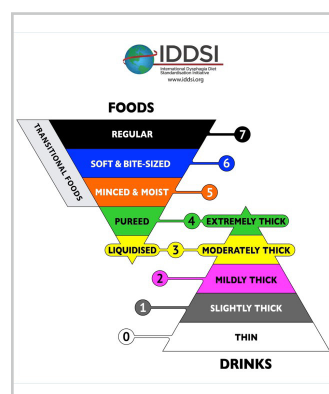 IDDSI
International Dysphagia Diet
Standardisation Initiative
www.iddsi.org
FOODS
TRANSITIONAL FOODS
REGULAR 7
SOFT & BITE-SIZED 6
MINCED & MOIST 5
PUREED 4 EXTREMELY THICK
LIQUIDISED 3 MODERATELY THICK
2 MILDLY THICK
1 SLIGHTLY THICK
0 THIN
DRINKS